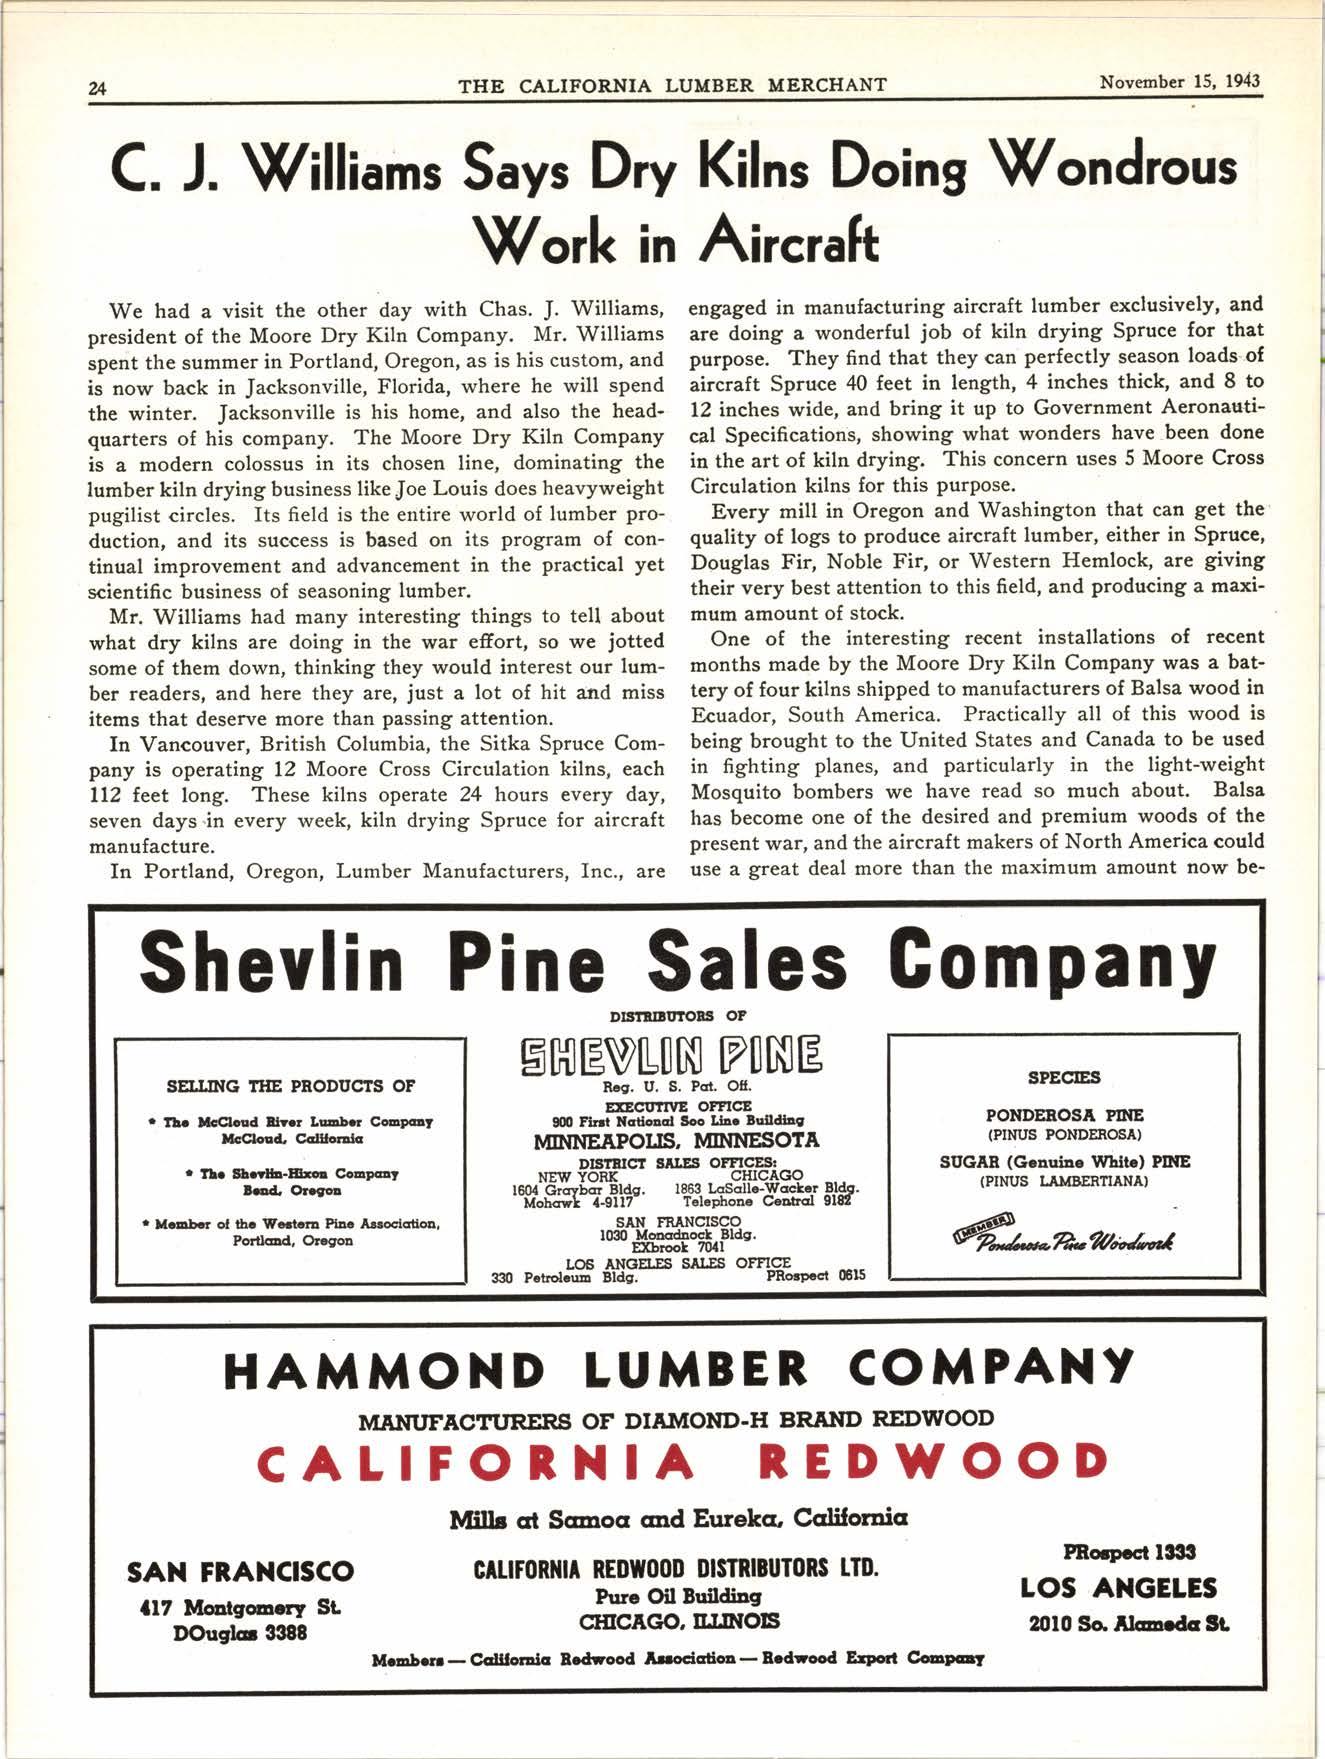 24
THE CALIFORNIA LUMBER MERCHANT
November 15, 1943
C. J. Williams Says Dry Kilns Doing Wondrous
Work in Aircraft
We had a visit the other day with Chas. J. Williams,
president of the Moore Dry Kiln Company. Mr. Williams
spent the summer in Portland, Oregon, as is his custom, and
is now back in Jacksonville, Florida, where he will spend
the winter. Jacksonville is his home, and also the head-
quarters of his company. The Moore Dry Kiln Company
is a modern colossus in its chosen line, dominating the
lumber kiln drying business like Joe Louis does heavyweight
pugilist circles. Its field is the entire world of lumber pro-
duction, and its success is based on its program of con-
tinual improvement and advancement in the practical yet
scientific business of seasoning lumber.
Mr. Williams had many interesting things to tell about
what dry kilns are doing in the war effort, so we jotted
some of them down, thinking they would interest our lum-
ber readers, and here they are, just a lot of hit and miss
items that deserve more than passing attention.
In Vancouver, British Columbia, the Sitka Spruce Com-
pany is operating 12 Moore Cross Circulation kilns, each
112 feet long. These kilns operate 24 hours every day,
seven days in every week, kiln drying Spruce for aircraft
manufacture.
In Portland, Oregon, Lumber Manufacturers, Inc., are
engaged in manufacturing aircraft lumber exclusively, and
are doing a wonderful job of kiln drying Spruce for that
purpose. They find that they can perfectly season loads of
aircraft Spruce 40 feet in length, 4 inches thick, and 8 to
12 inches wide, and bring it up to Government Aeronauti-
cal Specifications, showing what wonders have been done
in the art of kiln drying. This concern uses 5 Moore Cross
Circulation kilns for this purpose.
Every mill in Oregon and Washington that can get the
quality of logs to produce aircraft lumber, either in Spruce,
Douglas Fir, Noble Fir, or Western Hemlock, are giving
their very best attention to this field, and producing a maxi-
mum amount of stock.
One of the interesting recent installations of recent
months made by the Moore Dry Kiln Company was a bat-
tery of four kilns shipped to manufacturers of Balsa wood in
Ecuador, South America. Practically all of this wood is
being brought to the United States and Canada to be used
in fighting planes, and particularly in the light-weight
Mosquito bombers we have read so much about. Balsa
has become one of the desired and premium woods of the
present war, and the aircraft makers of North America could
use a great deal more than the maximum amount now be-
Shevlin Pine Sales Company
DISTRIBUTORS OF
SHEVLIN PINE
Reg. U. S. Pat. Off.
EXECUTIVE OFFICE
900 First National Soo Line Building
MINNEAPOLIS, MINNESOTA
DISTRICT SALES OFFICES:
NEW YORK CHICAGO
1604 Graybar Bldg. 1863 LaSalle-Wacker Bldg.
Mohawk 4-9117 Telephone Central 9182
SAN FRANCISCO
1030 Monadnock Bldg.
EXbrook 7041
LOS ANGELES SALES OFFICE
330 Petroleum Bldg. PRospect 0615
SELLING THE PRODUCTS OF
* The McCloud River Lumber Company
McCloud, California
* The Shevlin-Hixon Company
Bend, Oregon
* Member of the Western Pine Association,
Portland, Oregon
SPECIES
PONDEROSA PINE
(PINUS PONDEROSA)
SUGAR (Genuine White) PINE
(PINUS LAMBERTIANA)
MEMBER
Ponderosa Pine Woodwork
HAMMOND LUMBER COMPANY
MANUFACTURERS OF DIAMOND-H BRAND REDWOOD
CALIFORNIA REDWOOD
Mills at Samoa and Eureka, California
SAN FRANCISCO
417 Montgomery St.
DOuglas 3388
CALIFORNIA REDWOOD DISTRIBUTORS LTD.
Pure Oil Building
CHICAGO, ILLINOIS
PRospect 1333
LOS ANGELES
2010 So. Alameda St.
Members — California Redwood Association — Redwood Export Company